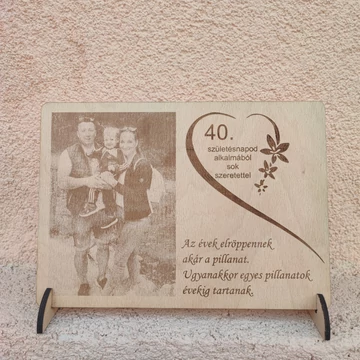 40.
születésnapod
alkalmából
sok
szeretettel
Az évek elröppennek
akár a pillanat.
Ugyanakkor egyes pillanatok
évekig tartanak.